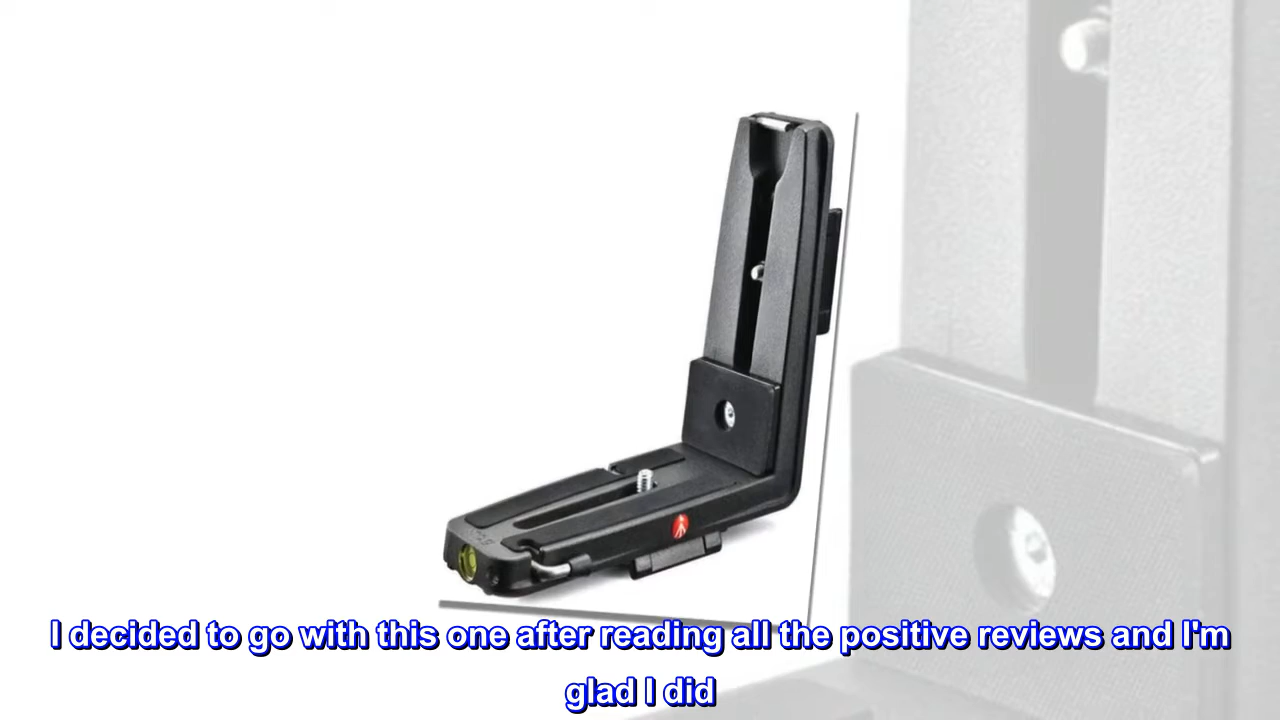 I decided to go with this one after reading all the positive reviews and I'm
glad I did